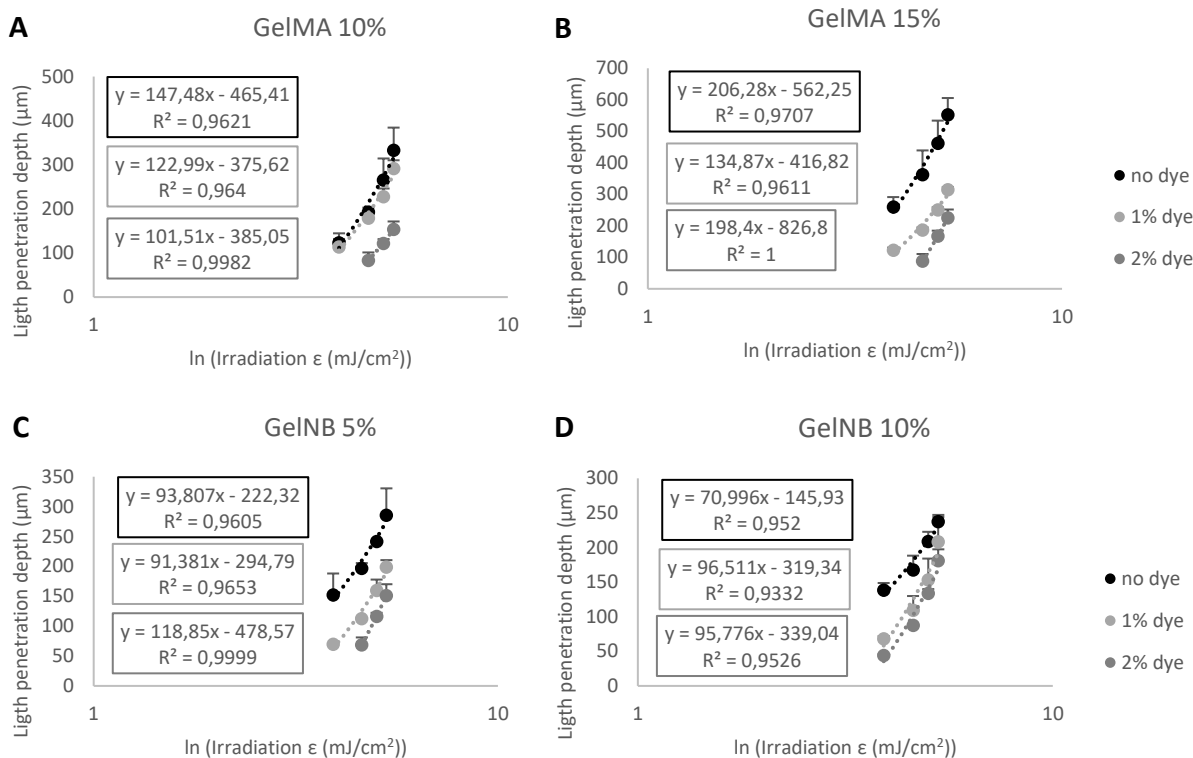 A
GelMA 10%
Ligth penetration depth (µm)
500
400
300
200
100
0
y = 147,48x - 465,41
R² = 0,9621
y = 122,99x - 375,62
R² = 0,964
y = 101,51x - 385,05
R² = 0,9982
1
10
ln (Irradiation ε (mJ/cm²))
B
GelMA 15%
Ligth penetration depth (µm)
700
600
500
400
300
200
100
0
y = 206,28x - 562,25
R² = 0,9707
y = 134,87x - 416,82
R² = 0,9611
y = 198,4x - 826,8
R² = 1
1
10
ln (Irradiation ε (mJ/cm²))
no dye
1% dye
2% dye
C
GelNB 5%
Ligth penetration depth (µm)
350
300
250
200
150
100
50
0
y = 93,807x - 222,32
R² = 0,9605
y = 91,381x - 294,79
R² = 0,9653
y = 118,85x - 478,57
R² = 0,9999
1
10
ln (Irradiation ε (mJ/cm²))
D
GelNB 10%
Ligth penetration depth (µm)
300
250
200
150
100
50
0
y = 70,996x - 145,93
R² = 0,952
y = 96,511x - 319,34
R² = 0,9332
y = 95,776x - 339,04
R² = 0,9526
1
10
ln (Irradiation ε (mJ/cm²))
no dye
1% dye
2% dye